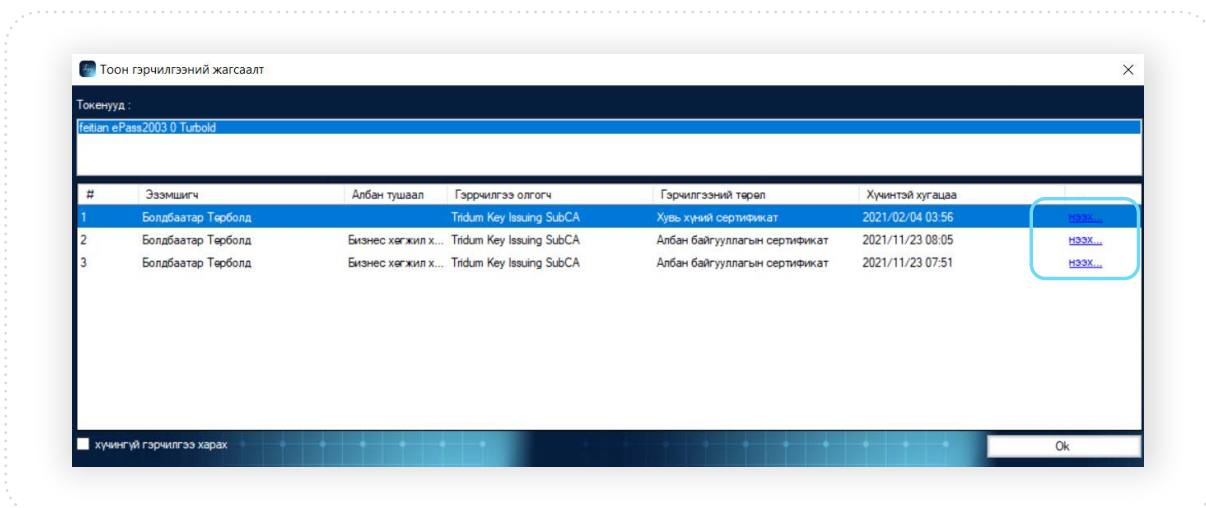 Тоон гэрчилгээний жагсаалт
Токенууд :
feitian ePass2003 0 Turbold
# Эзэмшигч Албан тушаал Гэррчилгээ олгогч Гэрчилгээний төрөл Хүчинтэй хугацаа
1 Болдбаатар Төрболд Tridum Key Issuing SubCA Хувь хүний сертификат 2021/02/04 03:56 нээх...
2 Болдбаатар Төрболд Бизнес хөгжил х... Tridum Key Issuing SubCA Албан байгууллагын сертификат 2021/11/23 08:05 нээх...
3 Болдбаатар Төрболд Бизнес хөгжил х... Tridum Key Issuing SubCA Албан байгууллагын сертификат 2021/11/23 07:51 нээх...
хүчингүй гэрчилгээ харах Ok